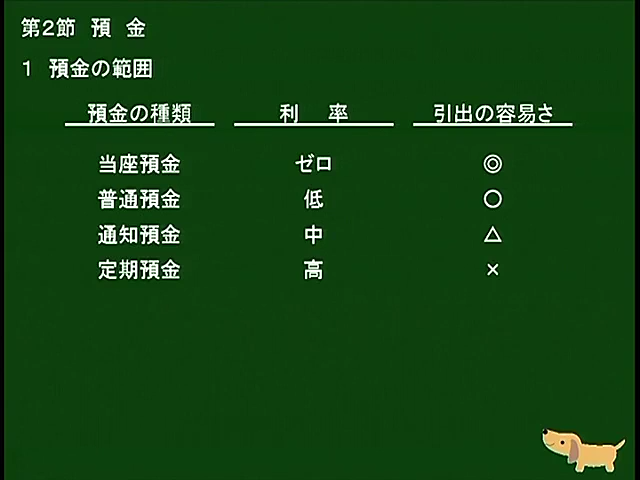 第2節 預 金
1 預金の範囲
預金の種類 利 率 引出の容易さ
当座預金 ゼロ ◎
普通預金 低 ○
通知預金 中 △
定期預金 高 ×